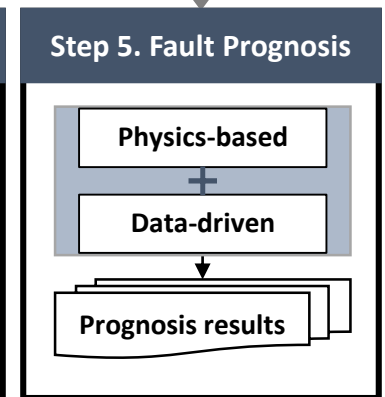 Step 5. Fault Prognosis
Physics-based
+
Data-driven
Prognosis results